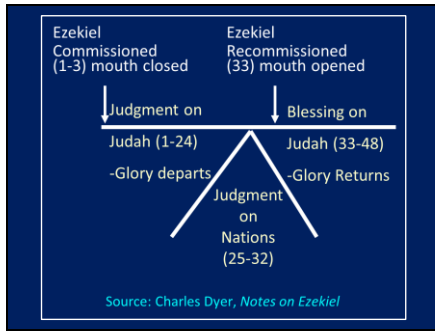 Ezekiel
Commissioned
(1-3) mouth closed
Ezekiel
Recommissioned
(33) mouth opened
Judgment on
Judah (1-24)
-Glory departs
Blessing on
Judah (33-48)
-Glory Returns
Judgment
on
Nations
(25-32)
Source: Charles Dyer, Notes on Ezekiel